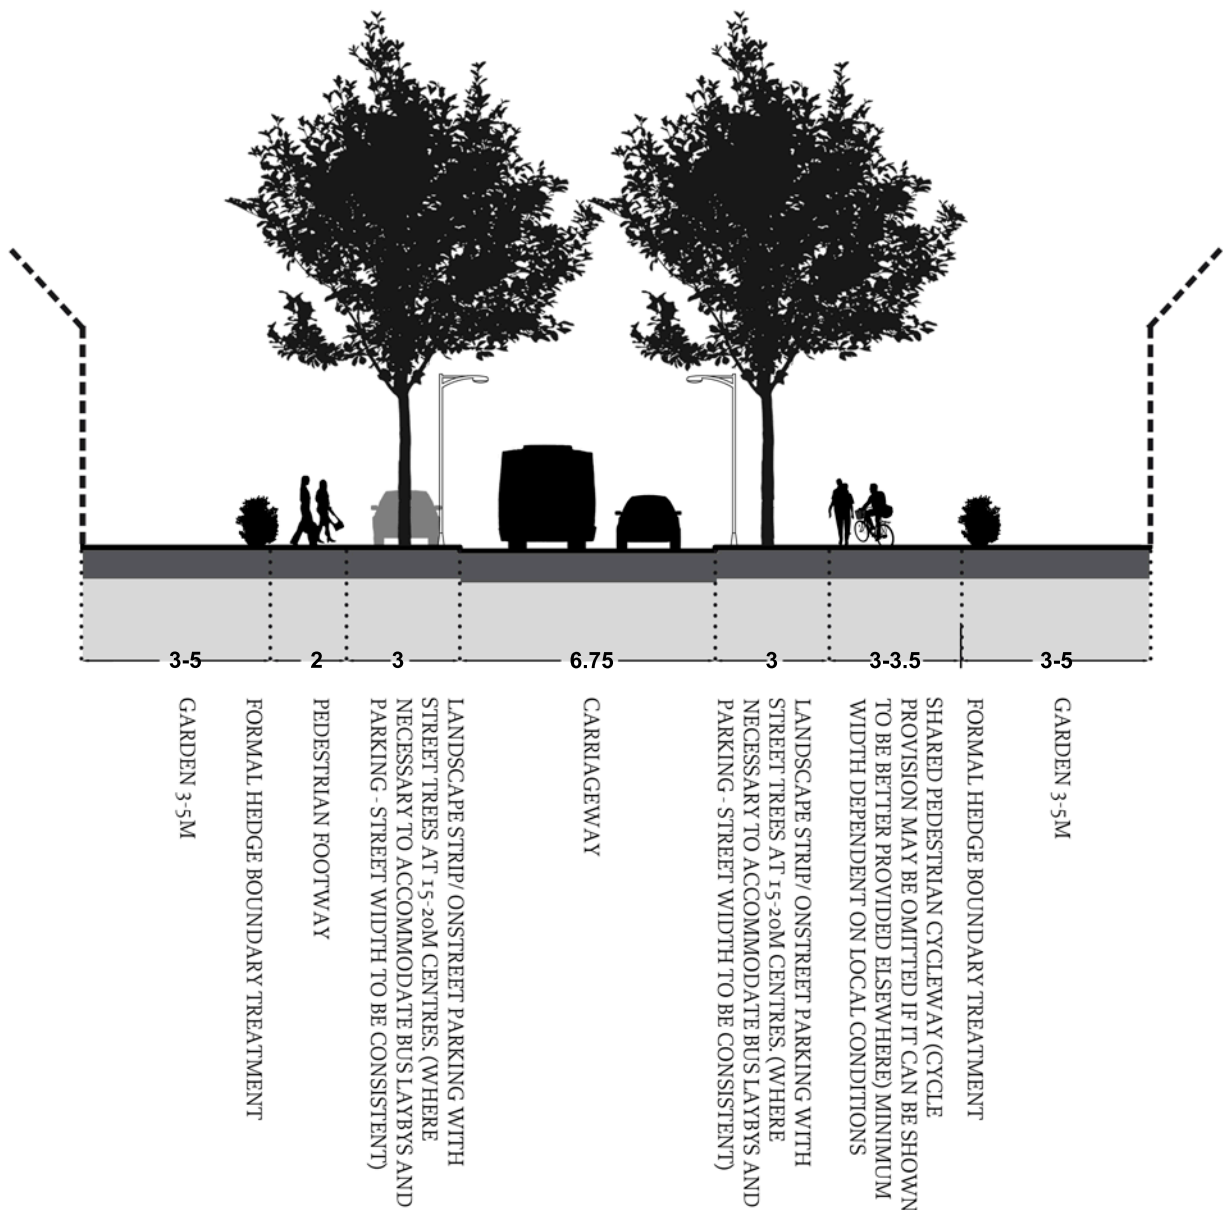 3-5
2
3
6.75
3
3-3.5
3-5
GARDEN 3-5M
FORMAL HEDGE BOUNDARY TREATMENT
PEDESTRIAN FOOTWAY
LANDSCAPE STRIP/ ONSTREET PARKING WITH
STREET TREES AT 15-20M CENTRES. (WHERE
NECESSARY TO ACCOMMODATE BUS LAYBYS AND
PARKING - STREET WIDTH TO BE CONSISTENT)
CARRIAGEWAY
LANDSCAPE STRIP/ ONSTREET PARKING WITH
STREET TREES AT 15-20M CENTRES. (WHERE
NECESSARY TO ACCOMMODATE BUS LAYBYS AND
PARKING - STREET WIDTH TO BE CONSISTENT)
SHARED PEDESTRIAN CYCLEWAY (CYCLE
PROVISION MAY BE OMITTED IF IT CAN BE SHOWN
TO BE BETTER PROVIDED ELSEWHERE) MINIMUM
WIDTH DEPENDENT ON LOCAL CONDITIONS
FORMAL HEDGE BOUNDARY TREATMENT
GARDEN 3-5M